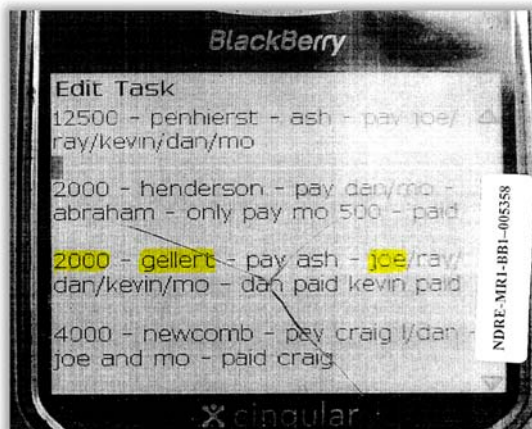 BlackBerry
Edit Task
12500 - penhierst - ash - pay joe/
ray/kevin/dan/mo
2000 - henderson - pay dan/mo -
abraham - only pay mo 500 - paid
2000 - gellert - pay ash - joe/ray/
dan/kevin/mo - dan paid kevin paid
4000 - newcomb - pay craig l/dan -
joe and mo - paid craig
NDRE-MRI-BB1-005358
cingular